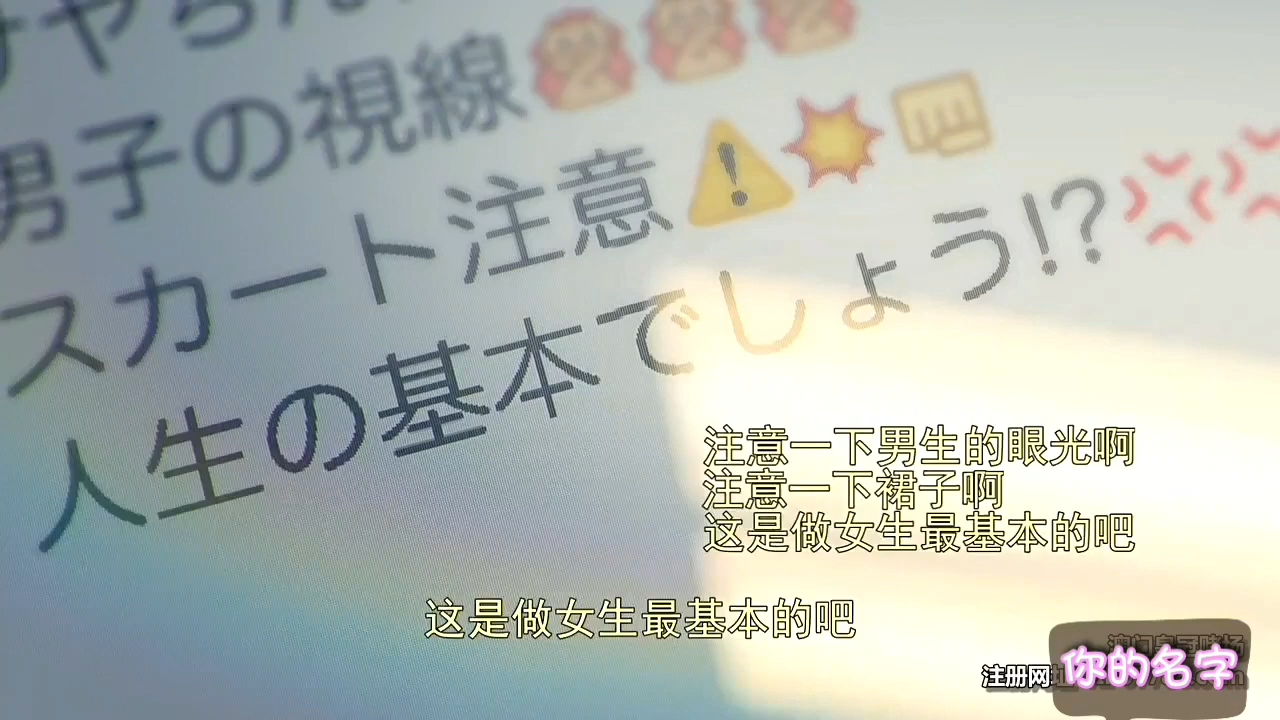 男子の視線🙈🙈🙈
スカート注意⚠️💥👊
人生の基本でしょう!?💢💢
注意一下男生的眼光啊
注意一下裙子啊
这是做女生最基本的吧
这是做女生最基本的吧
注册网
你的名字